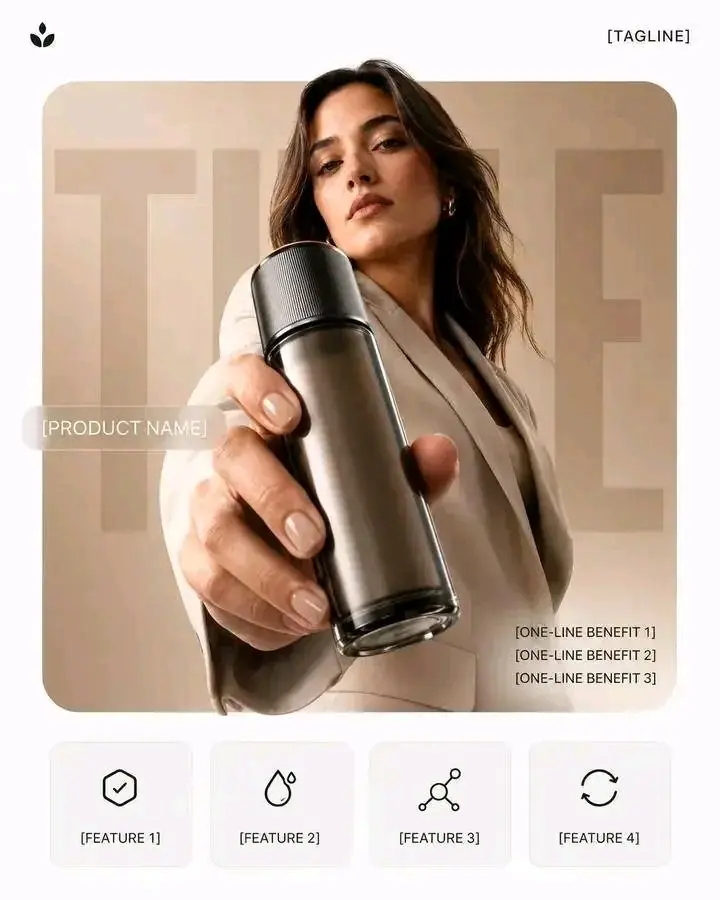 [TAGLINE]
[PRODUCT NAME]
[ONE-LINE BENEFIT 1]
[ONE-LINE BENEFIT 2]
[ONE-LINE BENEFIT 3]
[FEATURE 1]
[FEATURE 2]
[FEATURE 3]
[FEATURE 4]